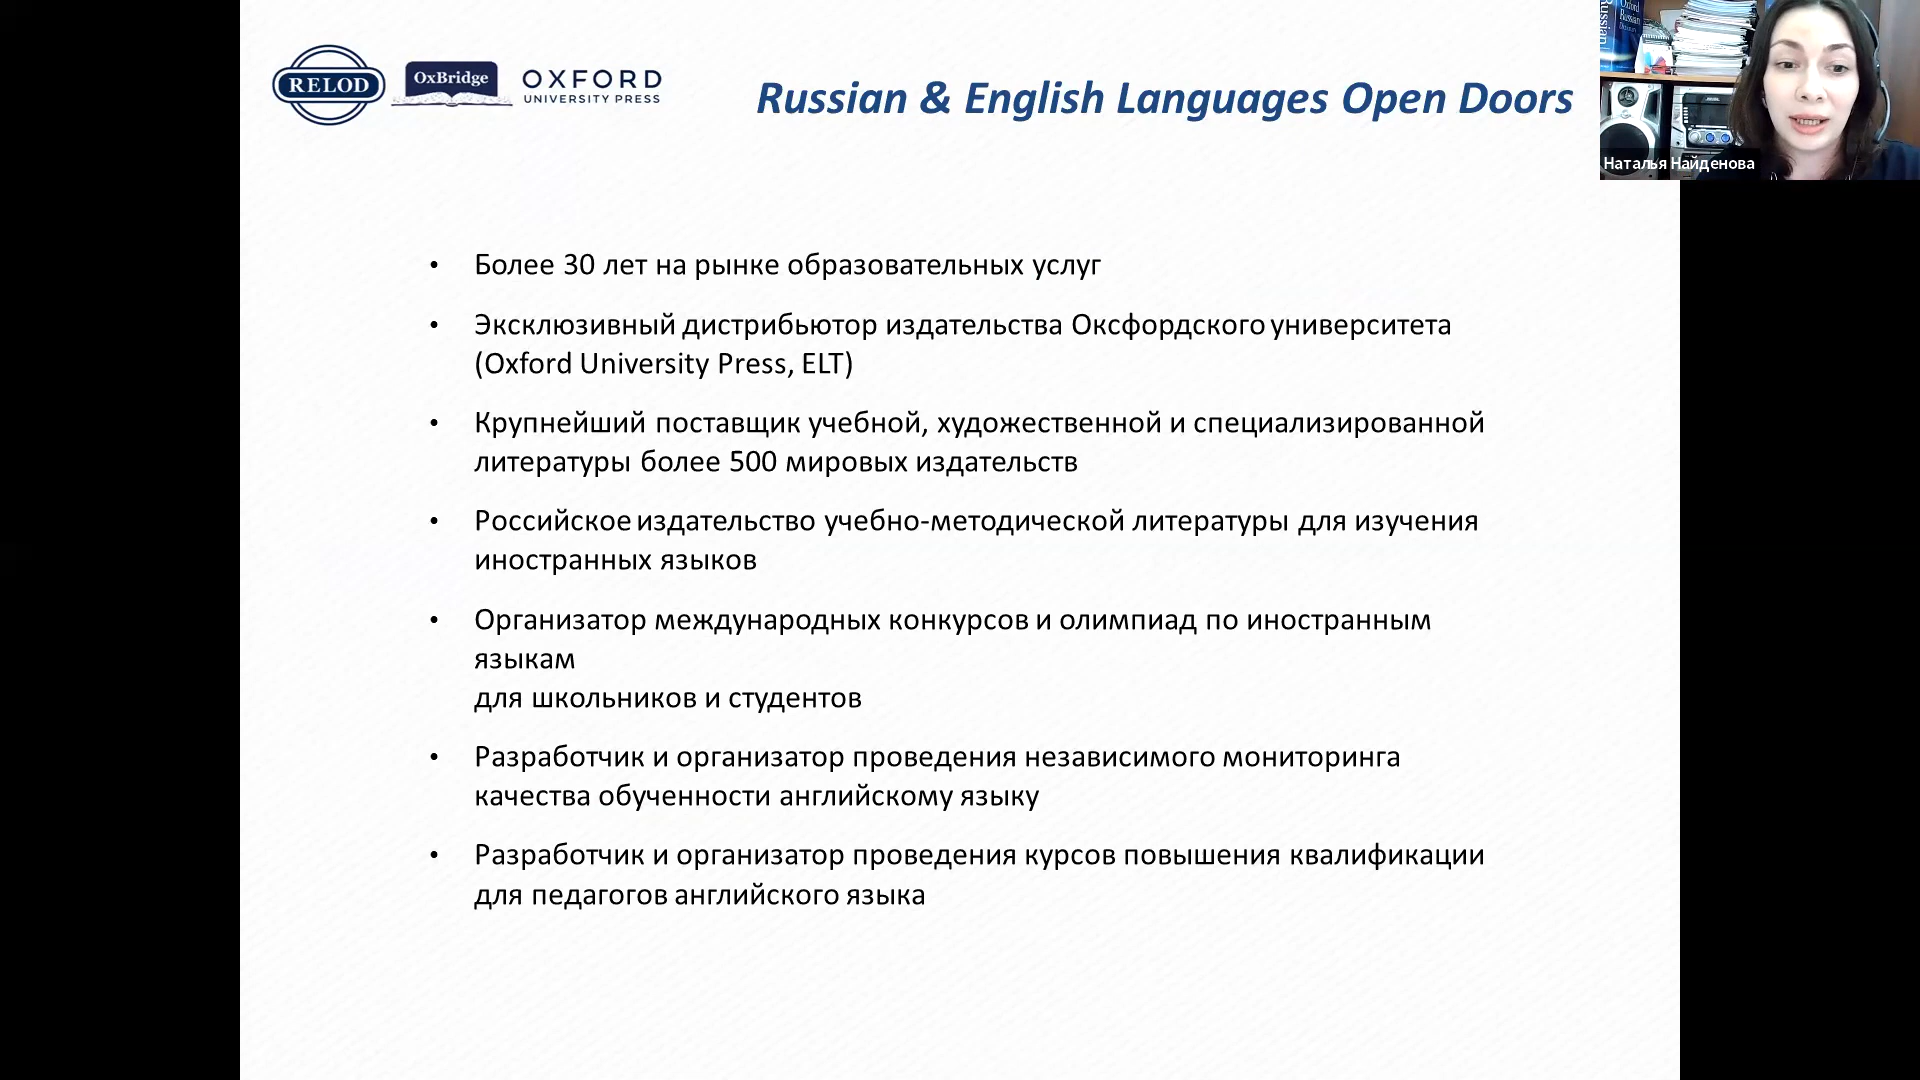 RELOD
OxBridge
OXFORD
UNIVERSITY PRESS
Russian & English Languages Open Doors
Russian
Oxford
Russian
Наталья Найденова
• Более 30 лет на рынке образовательных услуг
• Эксклюзивный дистрибьютор издательства Оксфордского университета
(Oxford University Press, ELT)
• Крупнейший поставщик учебной, художественной и специализированной
литературы более 500 мировых издательств
• Российское издательство учебно-методической литературы для изучения
иностранных языков
• Организатор международных конкурсов и олимпиад по иностранным
языкам
для школьников и студентов
• Разработчик и организатор проведения независимого мониторинга
качества обученности английскому языку
• Разработчик и организатор проведения курсов повышения квалификации
для педагогов английского языка